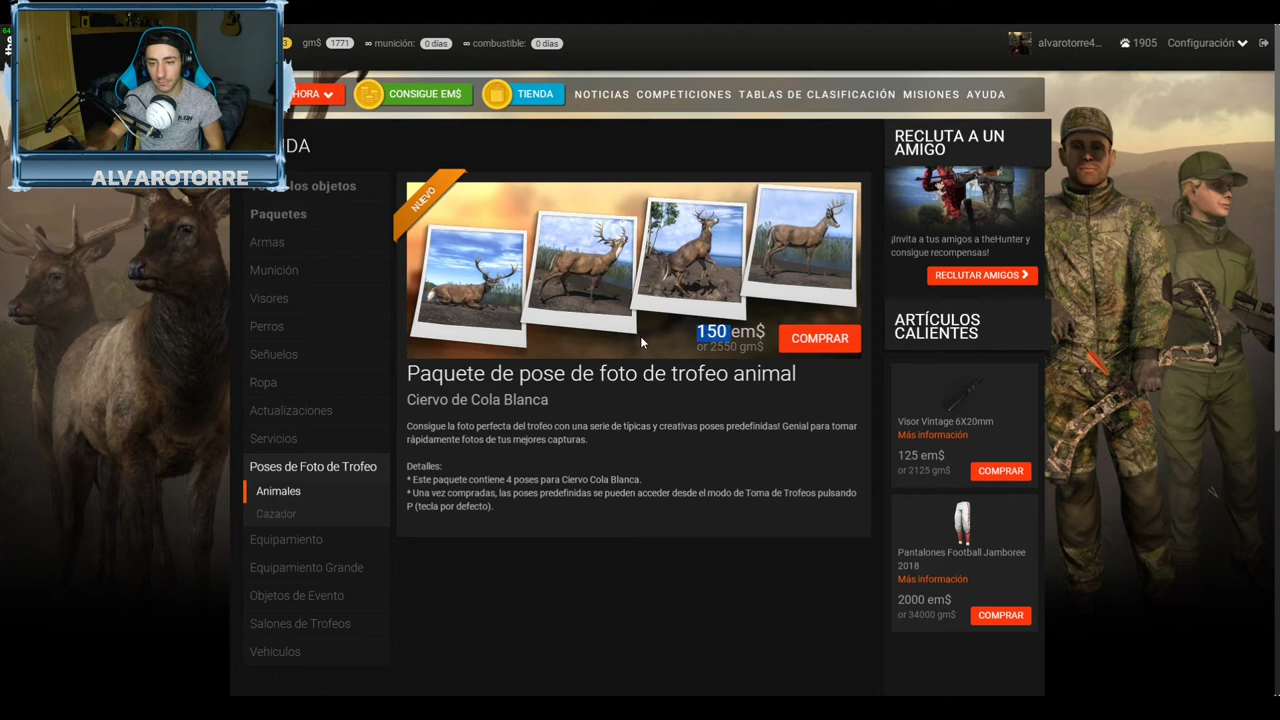 64
the
3
gm$ 1771
∞ munición: 0 días
∞ combustible: 0 días
alvarotorre4...
1905
Configuración
HORA
CONSIGUE EM$
TIENDA
NOTICIAS
COMPETICIONES
TABLAS DE CLASIFICACIÓN
MISIONES
AYUDA
ALVAROTORRE
DA
los objetos
Paquetes
Armas
Munición
Visores
Perros
Señuelos
Ropa
Actualizaciones
Servicios
Poses de Foto de Trofeo
Animales
Cazador
Equipamiento
Equipamiento Grande
Objetos de Evento
Salones de Trofeos
Vehículos
NUEVO
150 em$
or 2550 gm$
COMPRAR
Paquete de pose de foto de trofeo animal
Ciervo de Cola Blanca
Consigue la foto perfecta del trofeo con una serie de típicas y creativas poses predefinidas! Genial para tomar
rápidamente fotos de tus mejores capturas.
Detalles:
* Este paquete contiene 4 poses para Ciervo Cola Blanca.
* Una vez compradas, las poses predefinidas se pueden acceder desde el modo de Toma de Trofeos pulsando
P (tecla por defecto).
RECLUTA A UN
AMIGO
¡Invita a tus amigos a theHunter y
consigue recompensas!
RECLUTAR AMIGOS
ARTÍCULOS
CALIENTES
Visor Vintage 6X20mm
Más información
125 em$
or 2125 gm$
COMPRAR
Pantalones Football Jamboree
2018
Más información
2000 em$
or 34000 gm$
COMPRAR